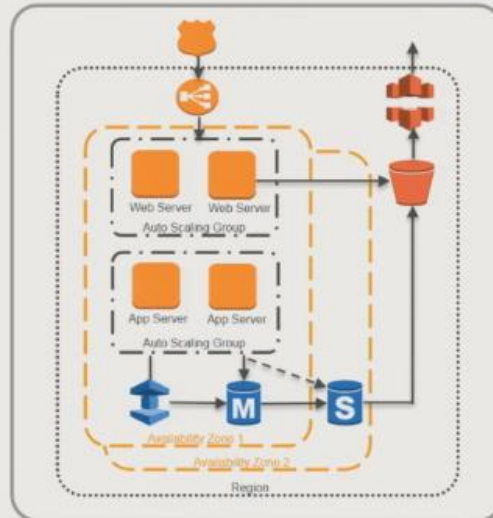 Web Server Web Server
Auto Scaling Group
App Server App Server
Auto Scaling Group
M S
Availability Zone 1
Availability Zone 2
Region